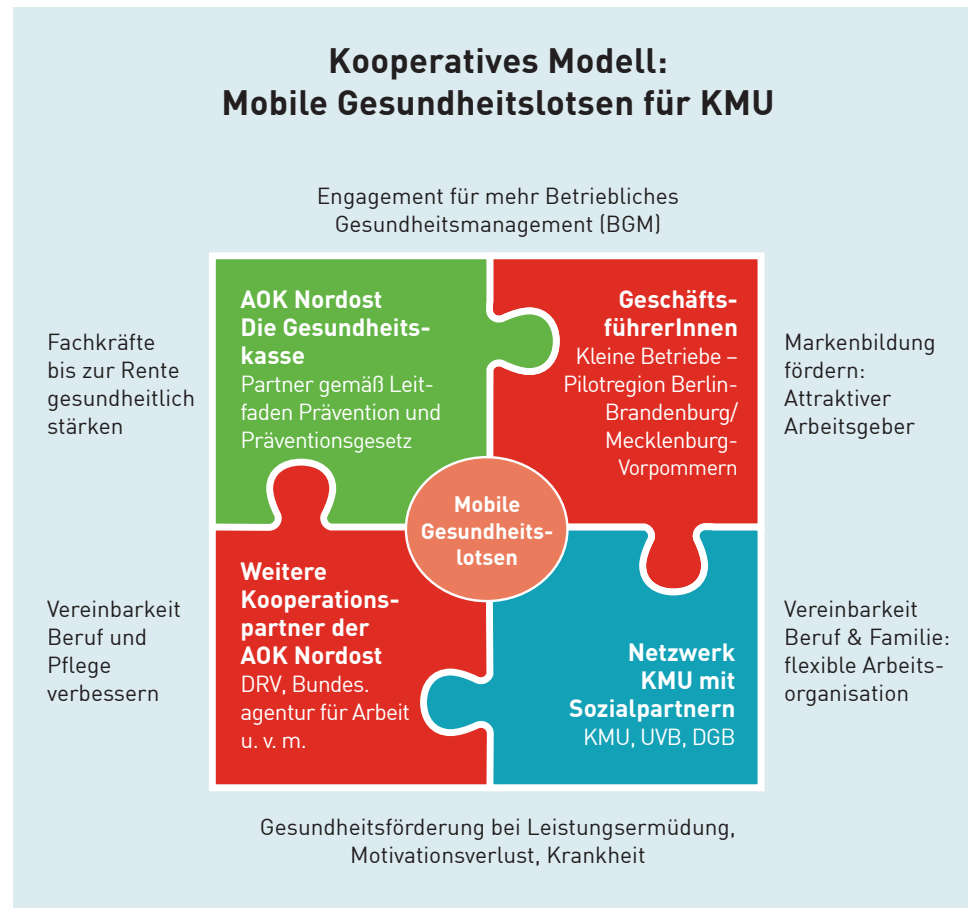 Kooperatives Modell:
Mobile Gesundheitslotsen für KMU
Engagement für mehr Betriebliches
Gesundheitsmanagement (BGM)
Fachkräfte
bis zur Rente
gesundheitlich
stärken
AOK Nordost
Die Gesundheits-
kasse
Partner gemäß Leit-
faden Prävention und
Präventionsgesetz
Geschäfts-
führerInnen
Kleine Betriebe –
Pilotregion Berlin-
Brandenburg/
Mecklenburg-
Vorpommern
Markenbildung
fördern:
Attraktiver
Arbeitsgeber
Mobile
Gesundheits-
lotsen
Vereinbarkeit
Beruf und
Pflege
verbessern
Weitere
Kooperations-
partner der
AOK Nordost
DRV, Bundes.
agentur für Arbeit
u. v. m.
Netzwerk
KMU mit
Sozialpartnern
KMU, UVB, DGB
Vereinbarkeit
Beruf & Familie:
flexible Arbeits-
organisation
Gesundheitsförderung bei Leistungsermüdung,
Motivationsverlust, Krankheit